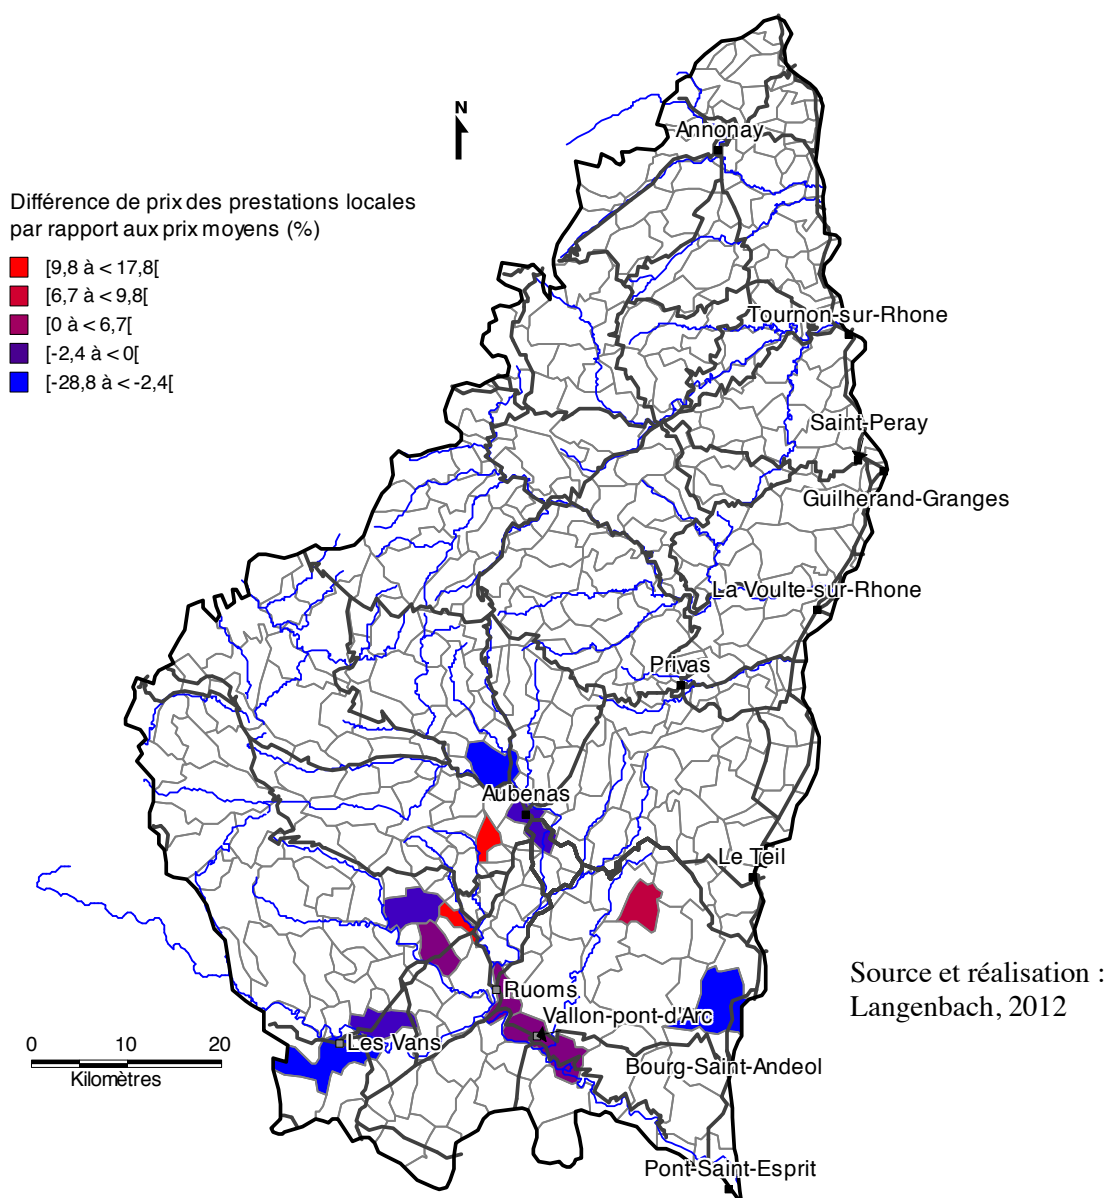 N
Annonay
Différence de prix des prestations locales
par rapport aux prix moyens (%)
[9,8 à < 17,8[
[6,7 à < 9,8[
[0 à < 6,7[
[-2,4 à < 0[
[-28,8 à < -2,4[
Tournon-sur-Rhone
Saint-Peray
Guilherand-Granges
La Voulte-sur-Rhone
Privas
Aubenas
Le Teil
Source et réalisation :
Langenbach, 2012
Ruoms
Vallon-pont-d'Arc
Les Vans
0 10 20
Kilomètres
Bourg-Saint-Andeol
Pont-Saint-Esprit